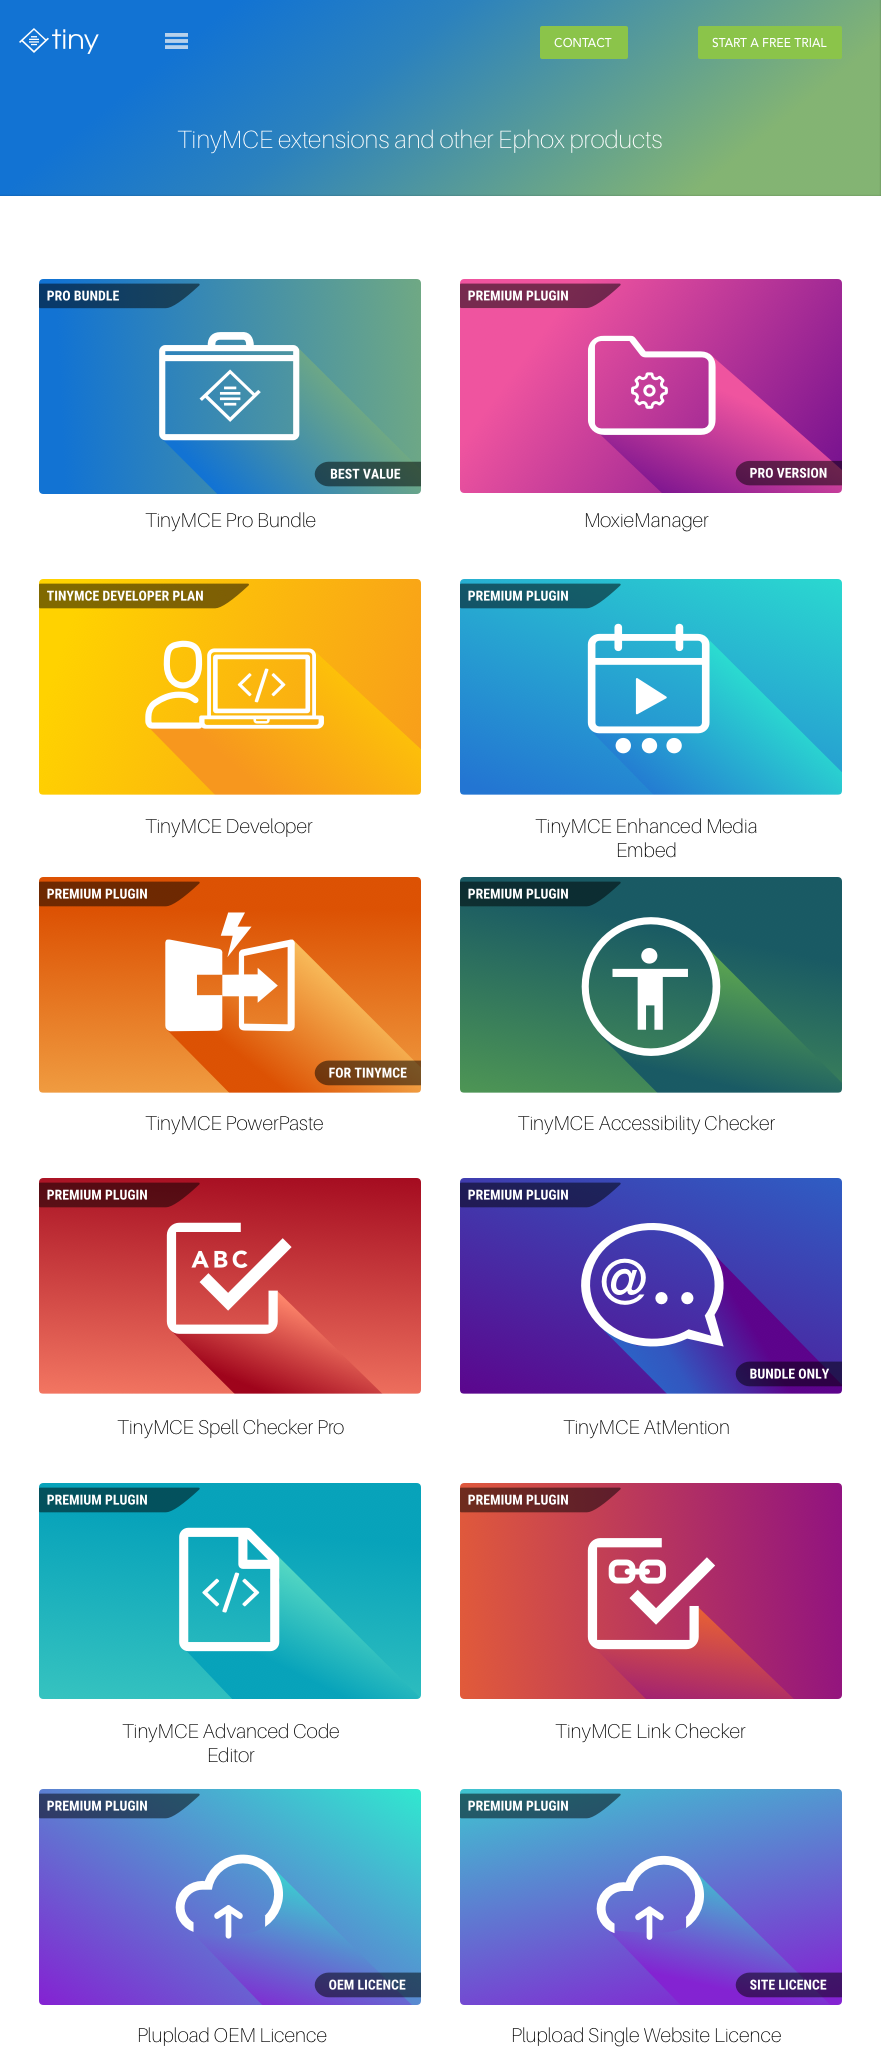 tiny
CONTACT
START A FREE TRIAL
TinyMCE extensions and other Ephox products
PRO BUNDLE
BEST VALUE
TinyMCE Pro Bundle
PREMIUM PLUGIN
PRO VERSION
MoxieManager
TINYMCE DEVELOPER PLAN
</>
TinyMCE Developer
PREMIUM PLUGIN
TinyMCE Enhanced Media
Embed
PREMIUM PLUGIN
FOR TINYMCE
TinyMCE PowerPaste
PREMIUM PLUGIN
TinyMCE Accessibility Checker
PREMIUM PLUGIN
ABC
TinyMCE Spell Checker Pro
PREMIUM PLUGIN
@..
BUNDLE ONLY
TinyMCE AtMention
PREMIUM PLUGIN
</>
TinyMCE Advanced Code
Editor
PREMIUM PLUGIN
TinyMCE Link Checker
PREMIUM PLUGIN
OEM LICENCE
Plupload OEM Licence
PREMIUM PLUGIN
SITE LICENCE
Plupload Single Website Licence